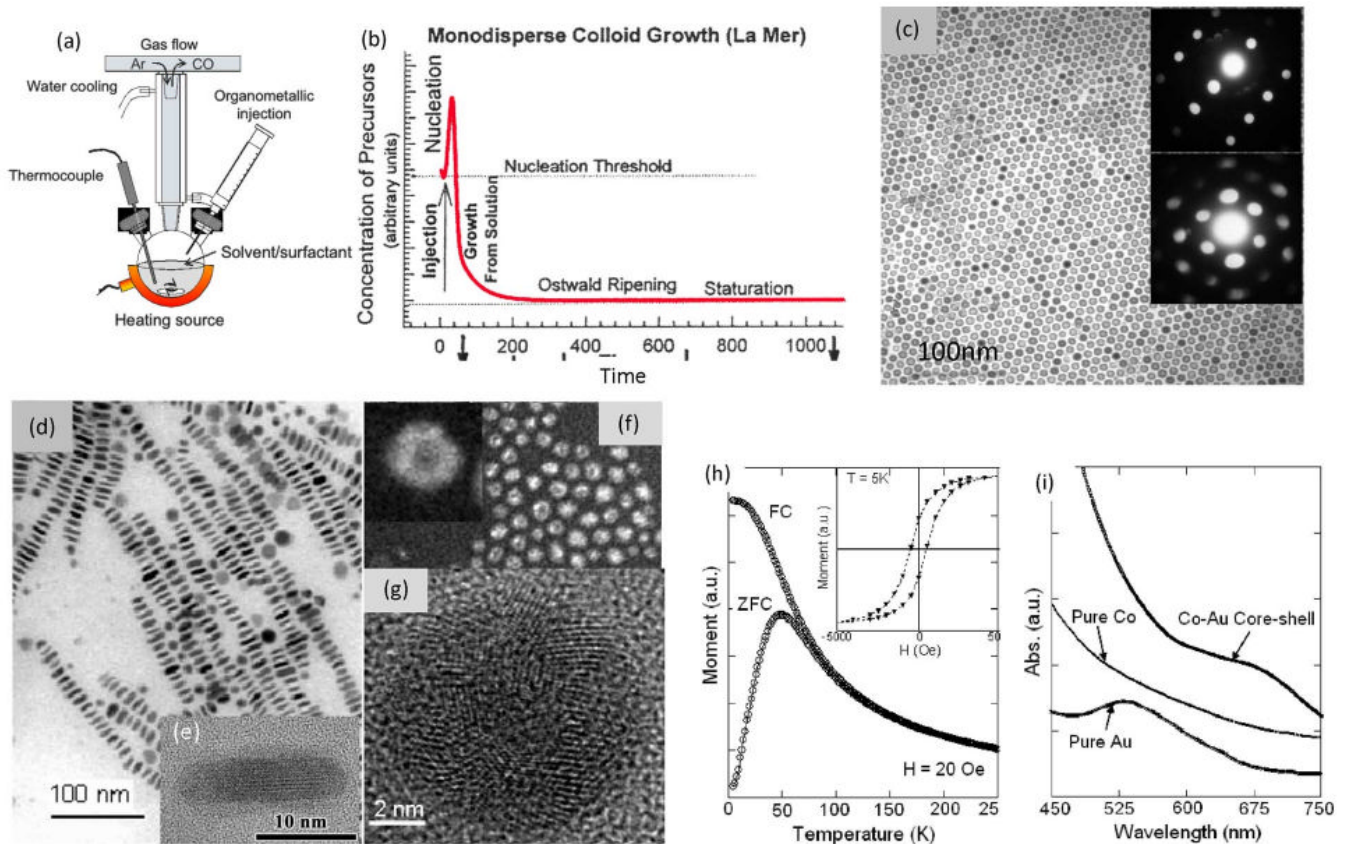 (a)
Gas flow
Ar
CO
Water cooling
Organometallic
injection
Thermocouple
Solvent/surfactant
Heating source
(b)
Monodisperse Colloid Growth (La Mer)
Concentration of Precursors
(arbitrary units)
Nucleation
Nucleation Threshold
Injection
Growth
From Solution
Ostwald Ripening
Staturation
0 200 400 600 800 1000
Time
(c)
100nm
(d)
100 nm
(e)
10 nm
(f)
(g)
2 nm
(h)
FC
ZFC
Moment (a.u.)
T = 5K
Moment (a.u.)
-5000 0 50
H (Oe)
H = 20 Oe
0 50 100 150 200 250
Temperature (K)
(i)
Abs. (a.u.)
Pure Co
Co-Au Core-shell
Pure Au
450 525 600 675 750
Wavelength (nm)